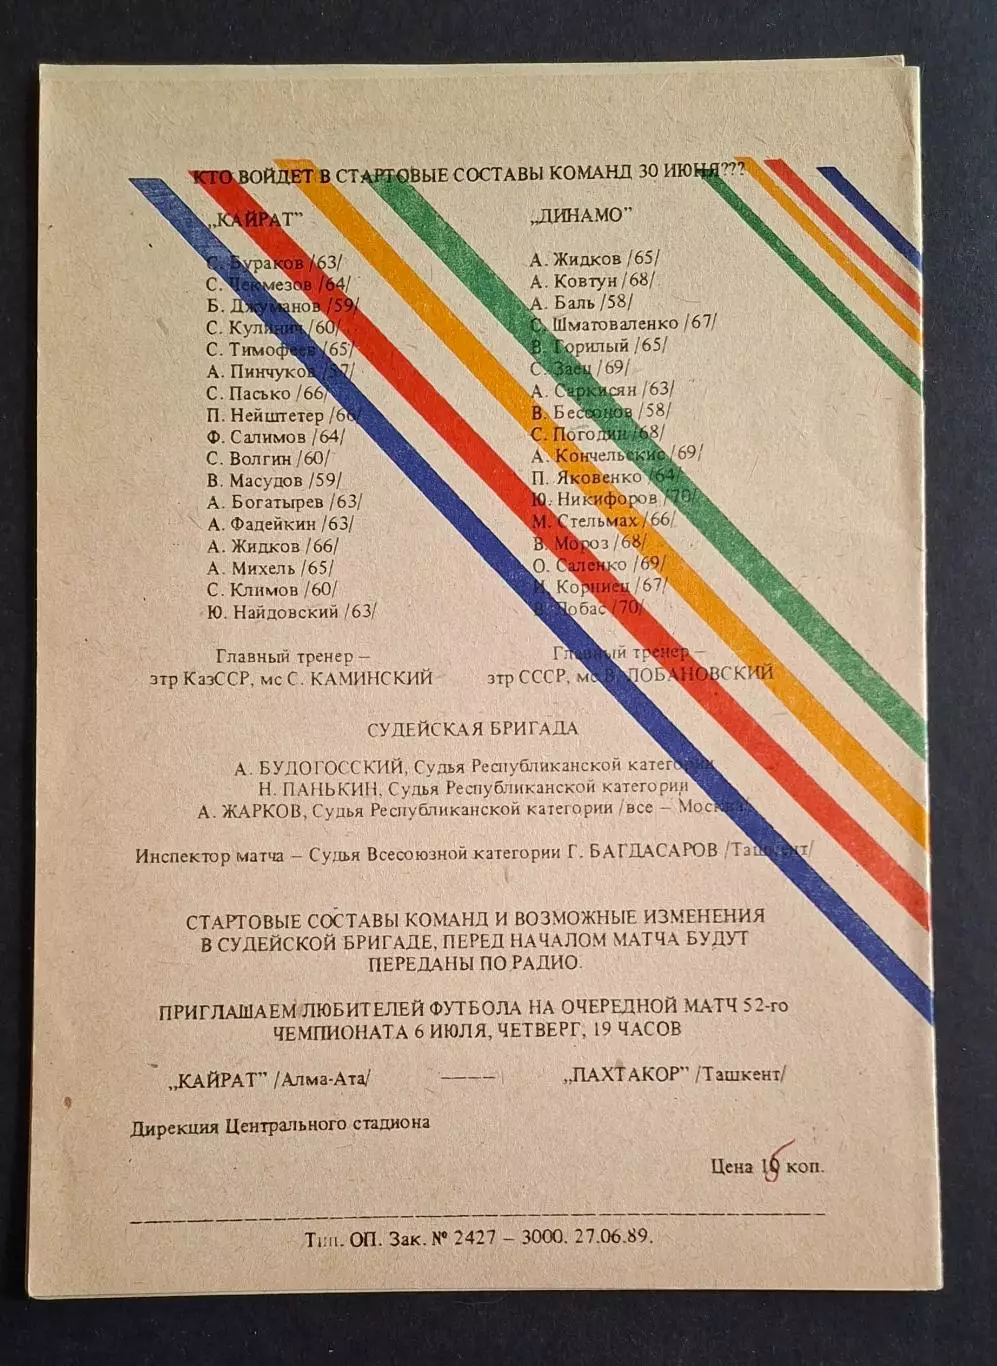 КТО ВОЙДЕТ В СТАРТОВЫЕ СОСТАВЫ КОМАНД 30 ИЮНЯ???
„КАЙРАТ”
С. Бураков /63/
С. Чекмезов /64/
Б. Джуманов /59/
С. Кулинич /60/
С. Тимофеев /65/
А. Пинчуков /57/
С. Пасько /66/
П. Нейштетер /66/
Ф. Салимов /64/
С. Волгин /60/
В. Масудов /59/
А. Богатырев /63/
А. Фадейкин /63/
А. Жидков /66/
А. Михель /65/
С. Климов /60/
Ю. Найдовский /63/
Главный тренер –
зтр КазССР, мс С. КАМИНСКИЙ
„ДИНАМО”
А. Жидков /65/
А. Ковтун /68/
А. Баль /58/
С. Шматоваленко /67/
В. Горилый /65/
С. Заец /69/
А. Саркисян /63/
В. Бессонов /58/
С. Погодин /68/
А. Кончельскис /69/
П. Яковенко /64/
Ю. Никифоров /70/
М. Стельмах /66/
В. Мороз /68/
О. Саленко /69/
И. Корниец /67/
В. Лобас /70/
Главный тренер –
зтр СССР, мс В. ЛОБАНОВСКИЙ
СУДЕЙСКАЯ БРИГАДА
А. БУДОГОССКИЙ, Судья Республиканской категории
Н. ПАНЬКИН, Судья Республиканской категории
А. ЖАРКОВ, Судья Республиканской категории /все – Москва/
Инспектор матча – Судья Всесоюзной категории Г. БАГДАСАРОВ /Ташкент/
СТАРТОВЫЕ СОСТАВЫ КОМАНД И ВОЗМОЖНЫЕ ИЗМЕНЕНИЯ
В СУДЕЙСКОЙ БРИГАДЕ, ПЕРЕД НАЧАЛОМ МАТЧА БУДУТ
ПЕРЕДАНЫ ПО РАДИО.
ПРИГЛАШАЕМ ЛЮБИТЕЛЕЙ ФУТБОЛА НА ОЧЕРЕДНОЙ МАТЧ 52-го
ЧЕМПИОНАТА 6 ИЮЛЯ, ЧЕТВЕРГ, 19 ЧАСОВ
„КАЙРАТ” /Алма-Ата/ ——— „ПАХТАКОР” /Ташкент/
Дирекция Центрального стадиона
Цена 15 коп.
Тип. ОП. Зак. № 2427 – 3000. 27.06.89.